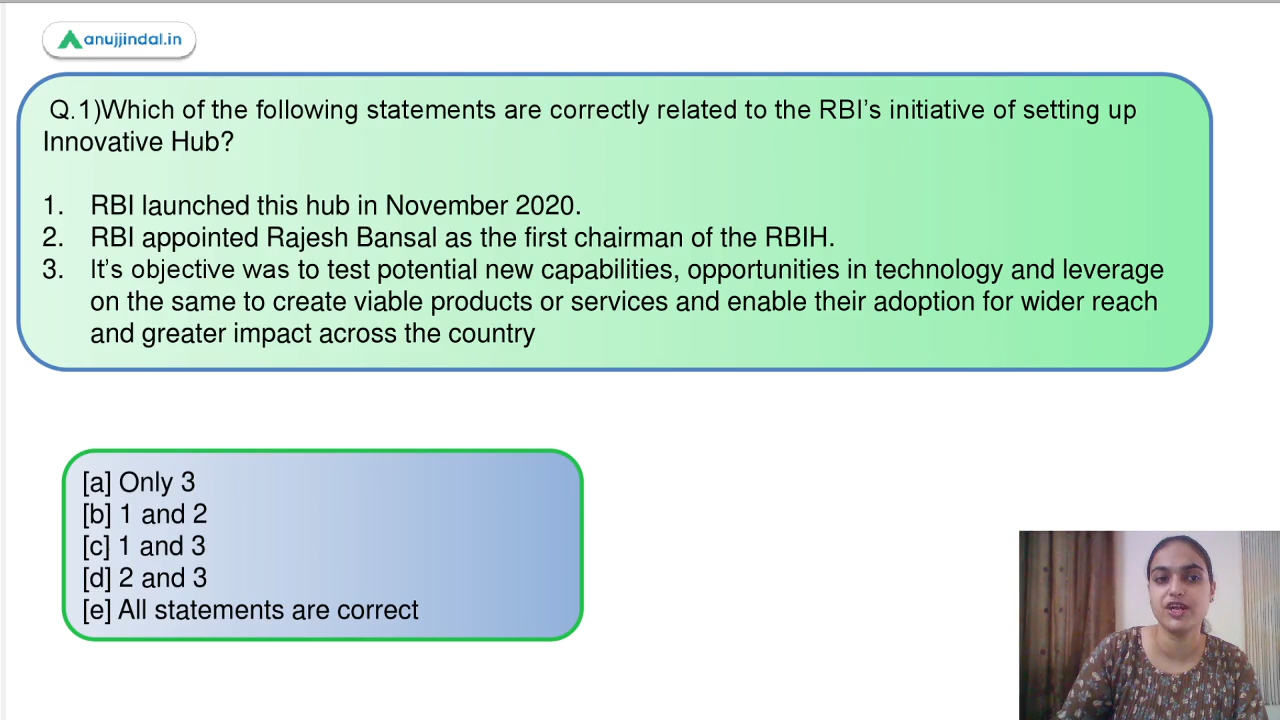 anujjindal.in
Q.1)Which of the following statements are correctly related to the RBI's initiative of setting up
Innovative Hub?
1. RBI launched this hub in November 2020.
2. RBI appointed Rajesh Bansal as the first chairman of the RBIH.
3. It's objective was to test potential new capabilities, opportunities in technology and leverage
on the same to create viable products or services and enable their adoption for wider reach
and greater impact across the country
[a] Only 3
[b] 1 and 2
[c] 1 and 3
[d] 2 and 3
[e] All statements are correct